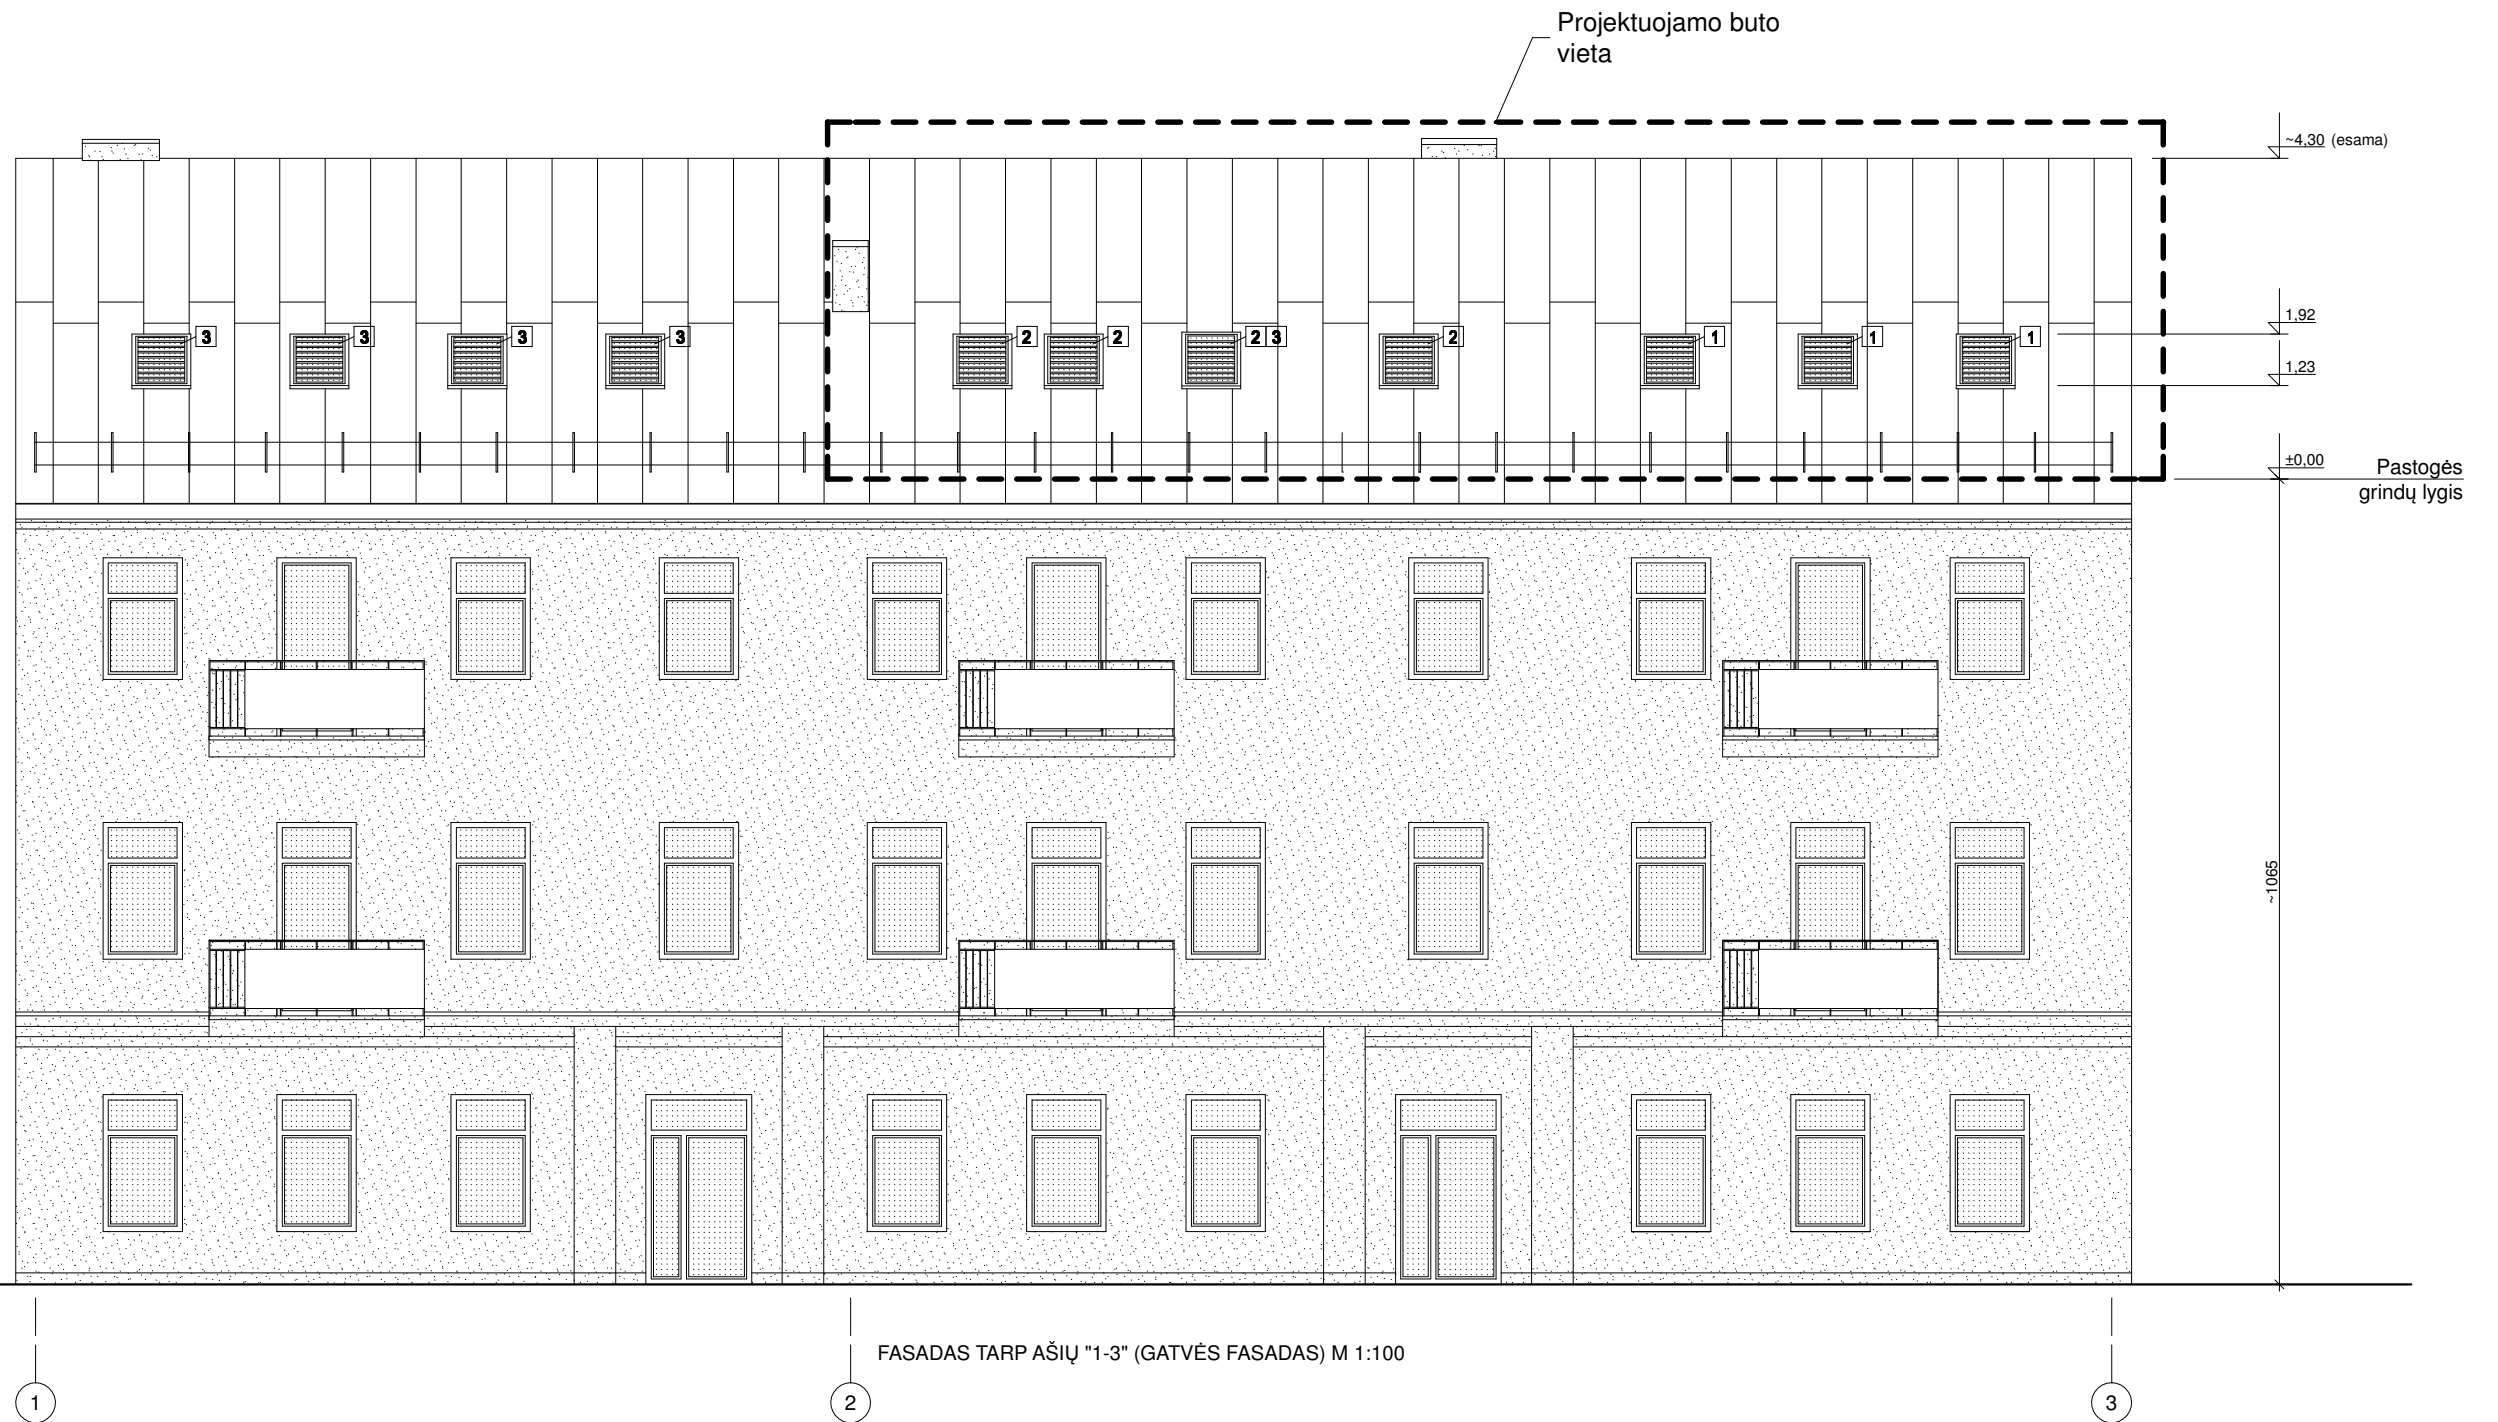 Projektuojamo buto
vieta
~4,30 (esama)
1,92
3 3 3 3 2 2 2 3 2 1 1 1
1,23
±0,00
Pastogės
grindų lygis
~1065
FASADAS TARP AŠIŲ "1-3" (GATVĖS FASADAS) M 1:100
1 2 3